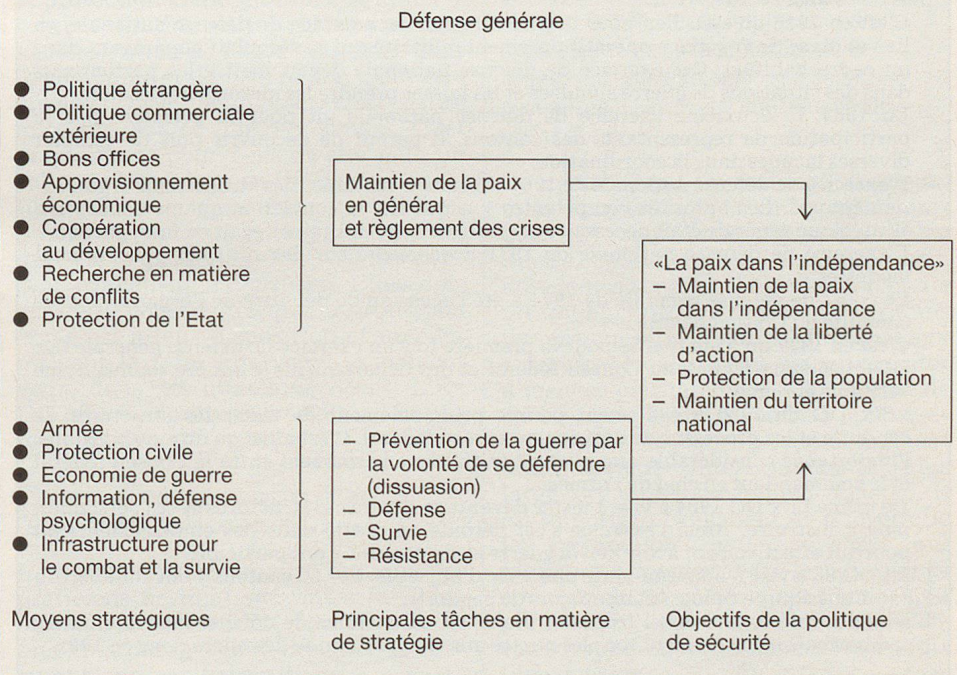 Défense générale
● Politique étrangère
● Politique commerciale
extérieure
● Bons offices
● Approvisionnement
économique
● Coopération
au développement
● Recherche en matière
de conflits
● Protection de l'Etat
Maintien de la paix
en général
et règlement des crises
● Armée
● Protection civile
● Economie de guerre
● Information, défense
psychologique
● Infrastructure pour
le combat et la survie
– Prévention de la guerre par
la volonté de se défendre
(dissuasion)
– Défense
– Survie
– Résistance
«La paix dans l'indépendance»
– Maintien de la paix
dans l'indépendance
– Maintien de la liberté
d'action
– Protection de la population
– Maintien du territoire
national
Moyens stratégiques
Principales tâches en matière
de stratégie
Objectifs de la politique
de sécurité